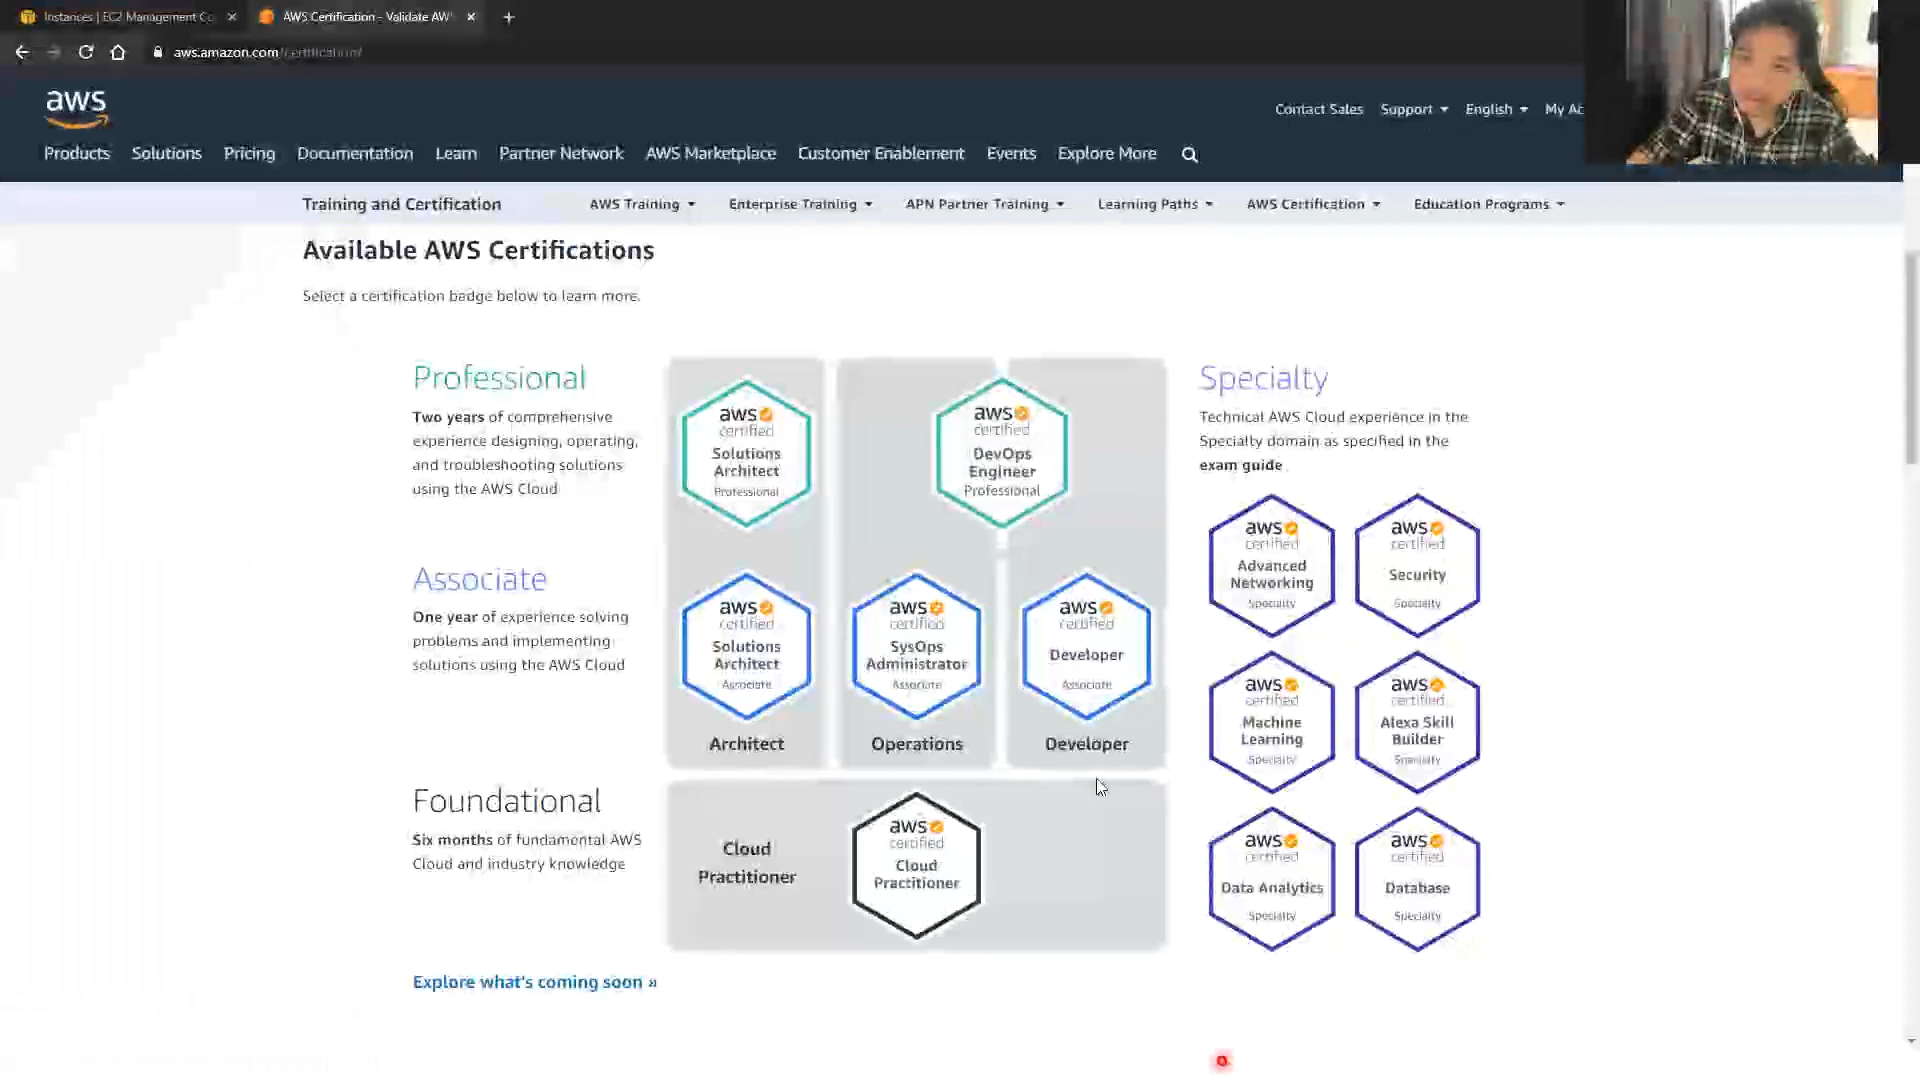 Instances | EC2 Management Co
AWS Certification - Validate AW
aws.amazon.com/certification/
aws
Contact Sales
Support
English
My Ac
Products
Solutions
Pricing
Documentation
Learn
Partner Network
AWS Marketplace
Customer Enablement
Events
Explore More
Training and Certification
AWS Training
Enterprise Training
APN Partner Training
Learning Paths
AWS Certification
Education Programs
Available AWS Certifications
Select a certification badge below to learn more.
Professional
Two years of comprehensive
experience designing, operating,
and troubleshooting solutions
using the AWS Cloud
aws
certified
Solutions
Architect
Professional
aws
certified
DevOps
Engineer
Professional
Associate
One year of experience solving
problems and implementing
solutions using the AWS Cloud
aws
certified
Solutions
Architect
Associate
aws
certified
SysOps
Administrator
Associate
aws
certified
Developer
Associate
Architect
Operations
Developer
Foundational
Six months of fundamental AWS
Cloud and industry knowledge
Cloud
Practitioner
aws
certified
Cloud
Practitioner
Specialty
Technical AWS Cloud experience in the
Specialty domain as specified in the
exam guide
aws
certified
Advanced
Networking
Specialty
aws
certified
Security
Specialty
aws
certified
Machine
Learning
Specialty
aws
certified
Alexa Skill
Builder
Specialty
aws
certified
Data Analytics
Specialty
aws
certified
Database
Specialty
Explore what's coming soon »